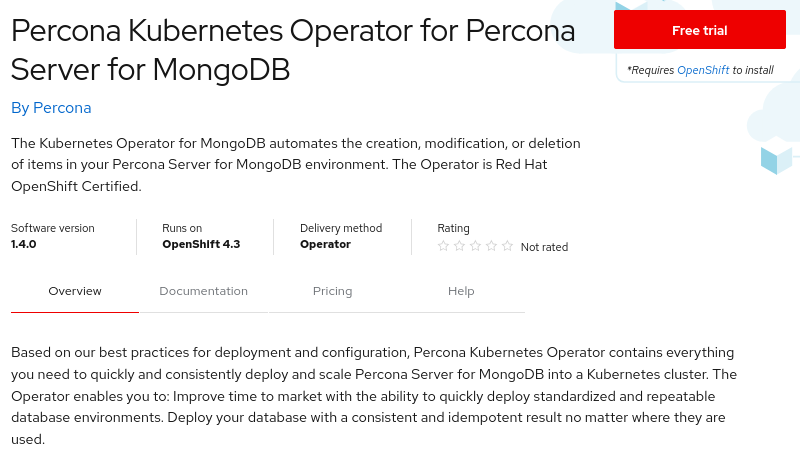 Percona Kubernetes Operator for Percona
Server for MongoDB
Free trial
*Requires OpenShift to install
By Percona
The Kubernetes Operator for MongoDB automates the creation, modification, or deletion
of items in your Percona Server for MongoDB environment. The Operator is Red Hat
OpenShift Certified.
Software version
1.4.0
Runs on
OpenShift 4.3
Delivery method
Operator
Rating
Not rated
Overview
Documentation
Pricing
Help
Based on our best practices for deployment and configuration, Percona Kubernetes Operator contains everything
you need to quickly and consistently deploy and scale Percona Server for MongoDB into a Kubernetes cluster. The
Operator enables you to: Improve time to market with the ability to quickly deploy standardized and repeatable
database environments. Deploy your database with a consistent and idempotent result no matter where they are
used.